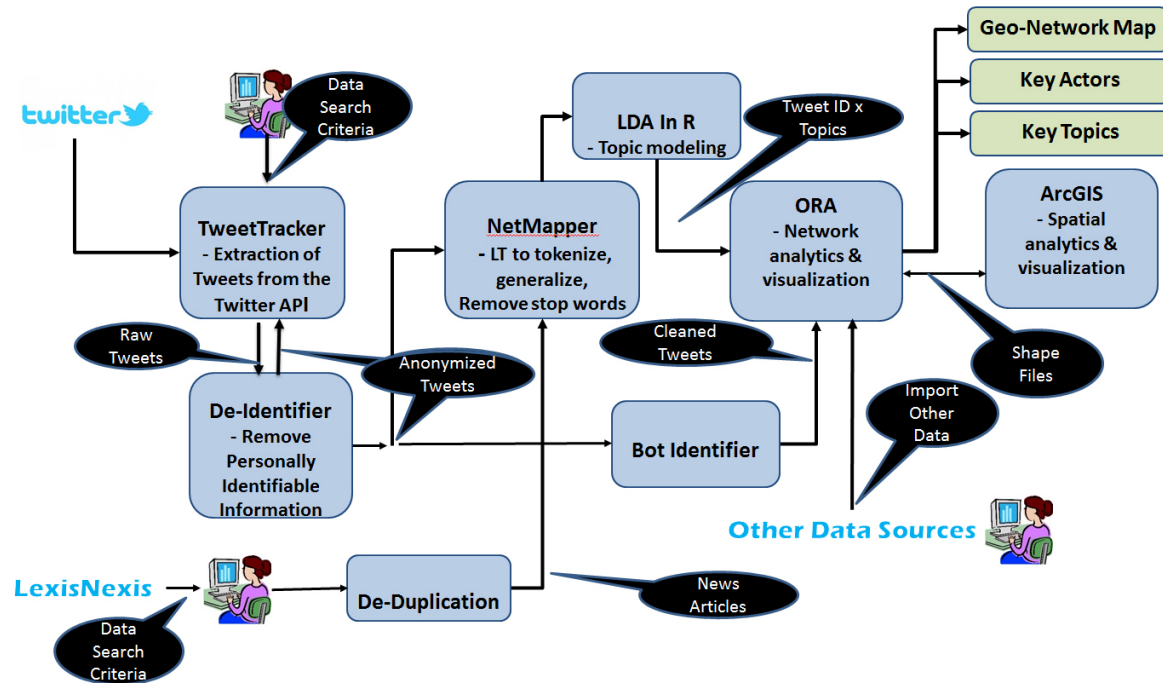 twitter
Data
Search
Criteria
TweetTracker
- Extraction of
Tweets from the
Twitter API
Raw
Tweets
Anonymized
Tweets
De-Identifier
- Remove
Personally
Identifiable
Information
LexisNexis
Data
Search
Criteria
De-Duplication
News
Articles
NetMapper
- LT to tokenize,
generalize,
Remove stop words
LDA In R
- Topic modeling
Tweet ID x
Topics
Bot Identifier
Cleaned
Tweets
ORA
- Network
analytics &
visualization
Import
Other
Data
Other Data Sources
Shape
Files
ArcGIS
- Spatial
analytics &
visualization
Geo-Network Map
Key Actors
Key Topics